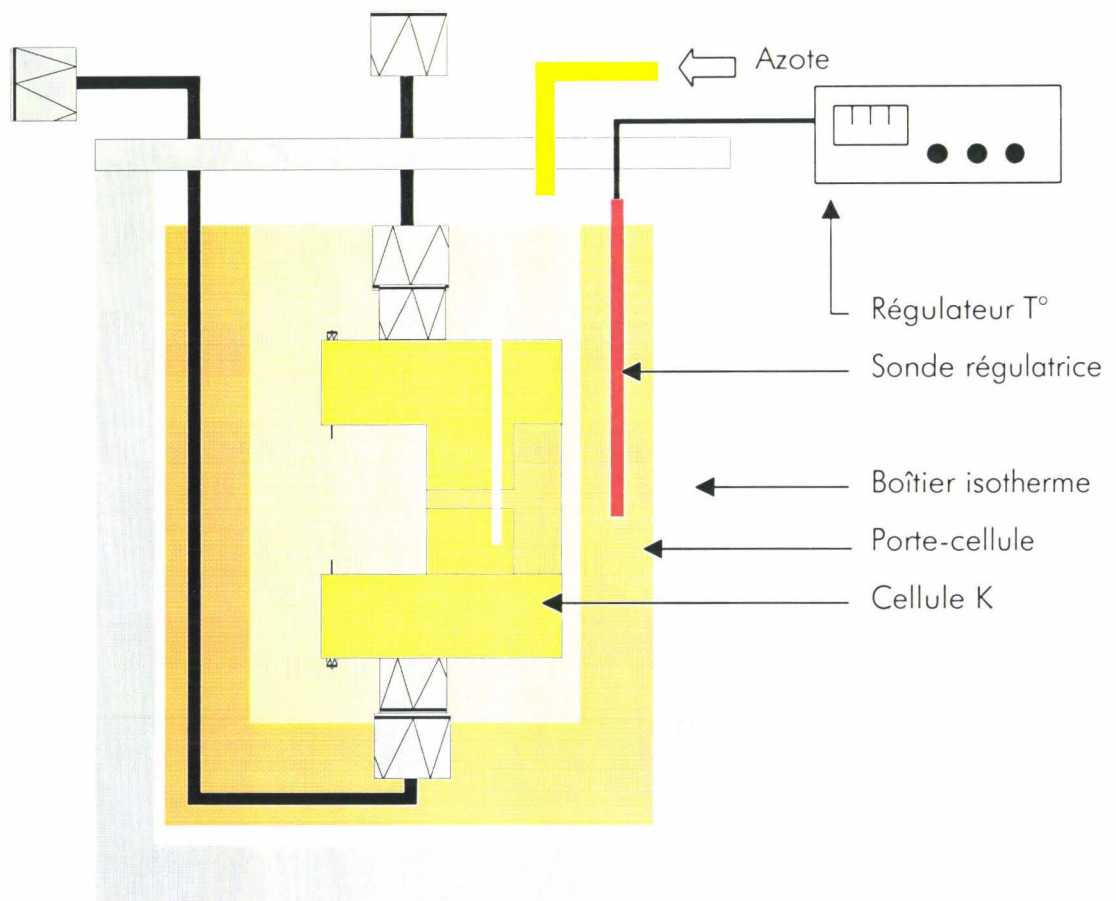 Azote
Régulateur T°
Sonde régulatrice
Boîtier isotherme
Porte-cellule
Cellule K